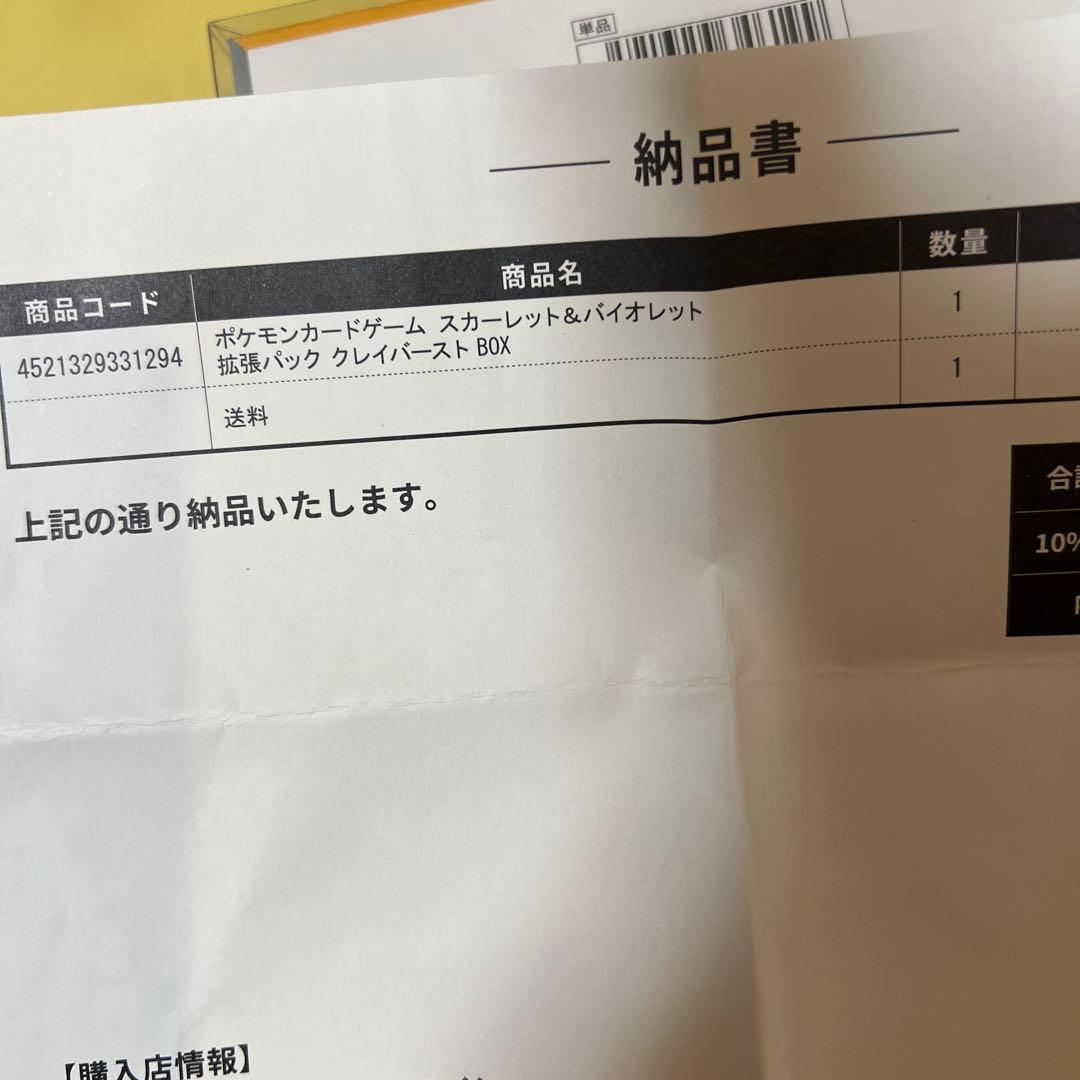 単品
納品書
商品コード 商品名 数量
4521329331294 ポケモンカードゲーム スカーレット＆バイオレット 1
拡張パック クレイバースト BOX
送料 1
上記の通り納品いたします。
合
10%
【購入店情報】